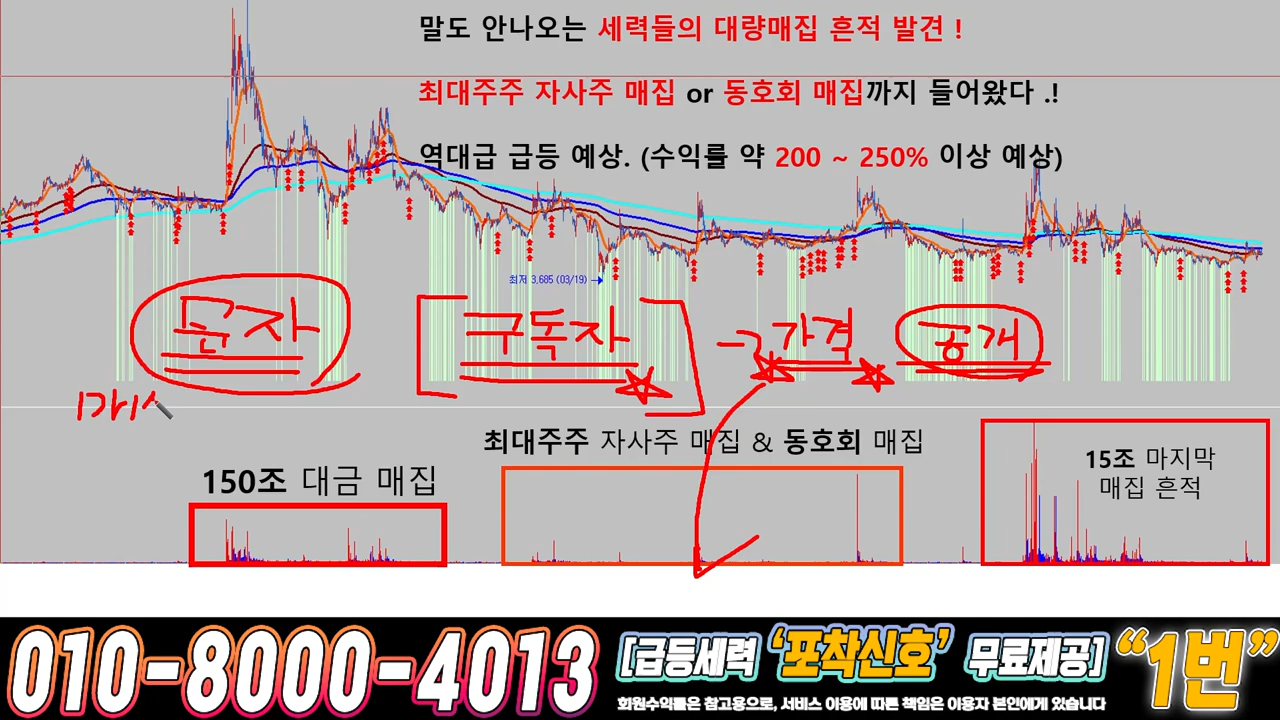 말도 안나오는 세력들의 대량매집 흔적 발견 !
최대주주 자사주 매집 or 동호회 매집까지 들어왔다 .!
역대급 급등 예상. (수익률 약 200 ~ 250% 이상 예상)
최저 3,685 (03/19)
문자 구독자 가격 공개
최대주주 자사주 매집 & 동호회 매집
150조 대금 매집
15조 마지막
매집 흔적
010-8000-4013 [급등세력 '포착신호' 무료제공] "1번"
회원수익률은 참고용으로, 서비스 이용에 따른 책임은 이용자 본인에게 있습니다